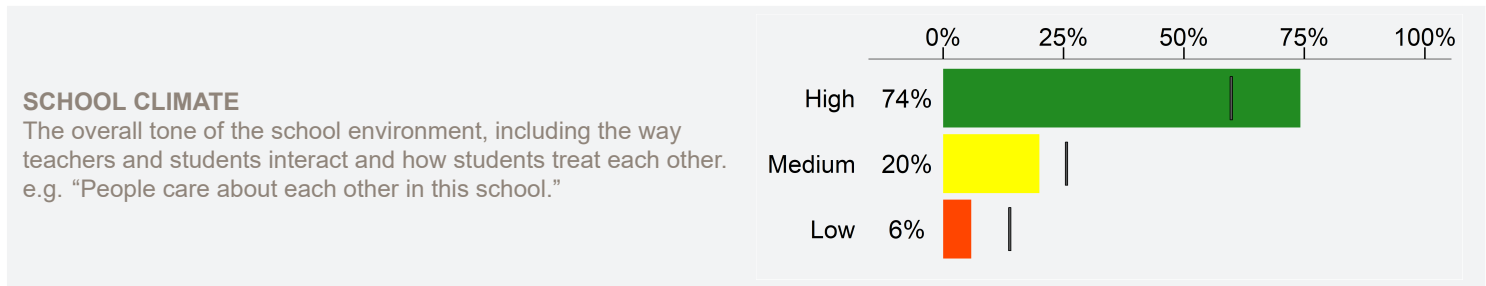 SCHOOL CLIMATE
The overall tone of the school environment, including the way
teachers and students interact and how students treat each other.
e.g. “People care about each other in this school.”
0% 25% 50% 75% 100%
High 74%
Medium 20%
Low 6%